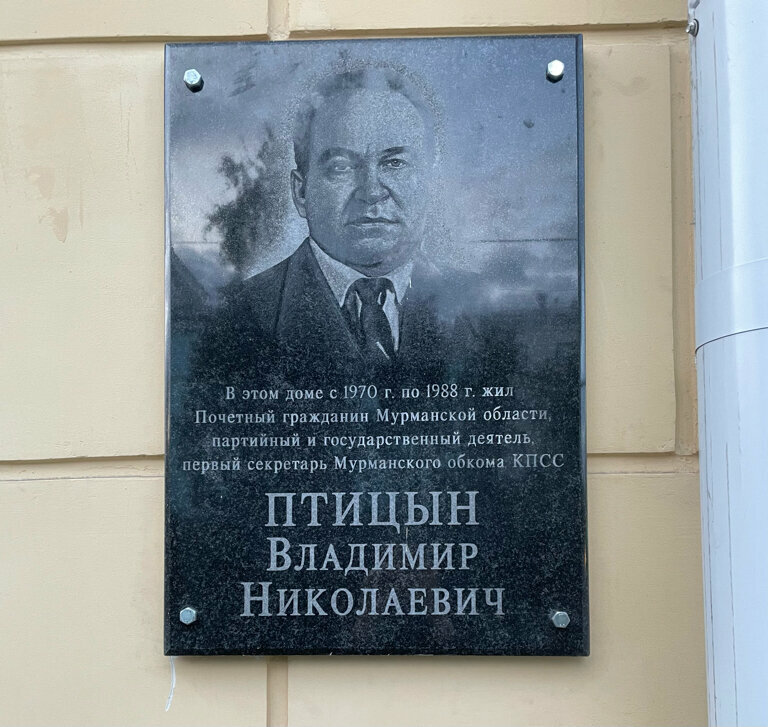 В этом доме с 1970 г. по 1988 г. жил
Почетный гражданин Мурманской области,
партийный и государственный деятель,
первый секретарь Мурманского обкома КПСС
ПТИЦЫН
ВЛАДИМИР
НИКОЛАЕВИЧ